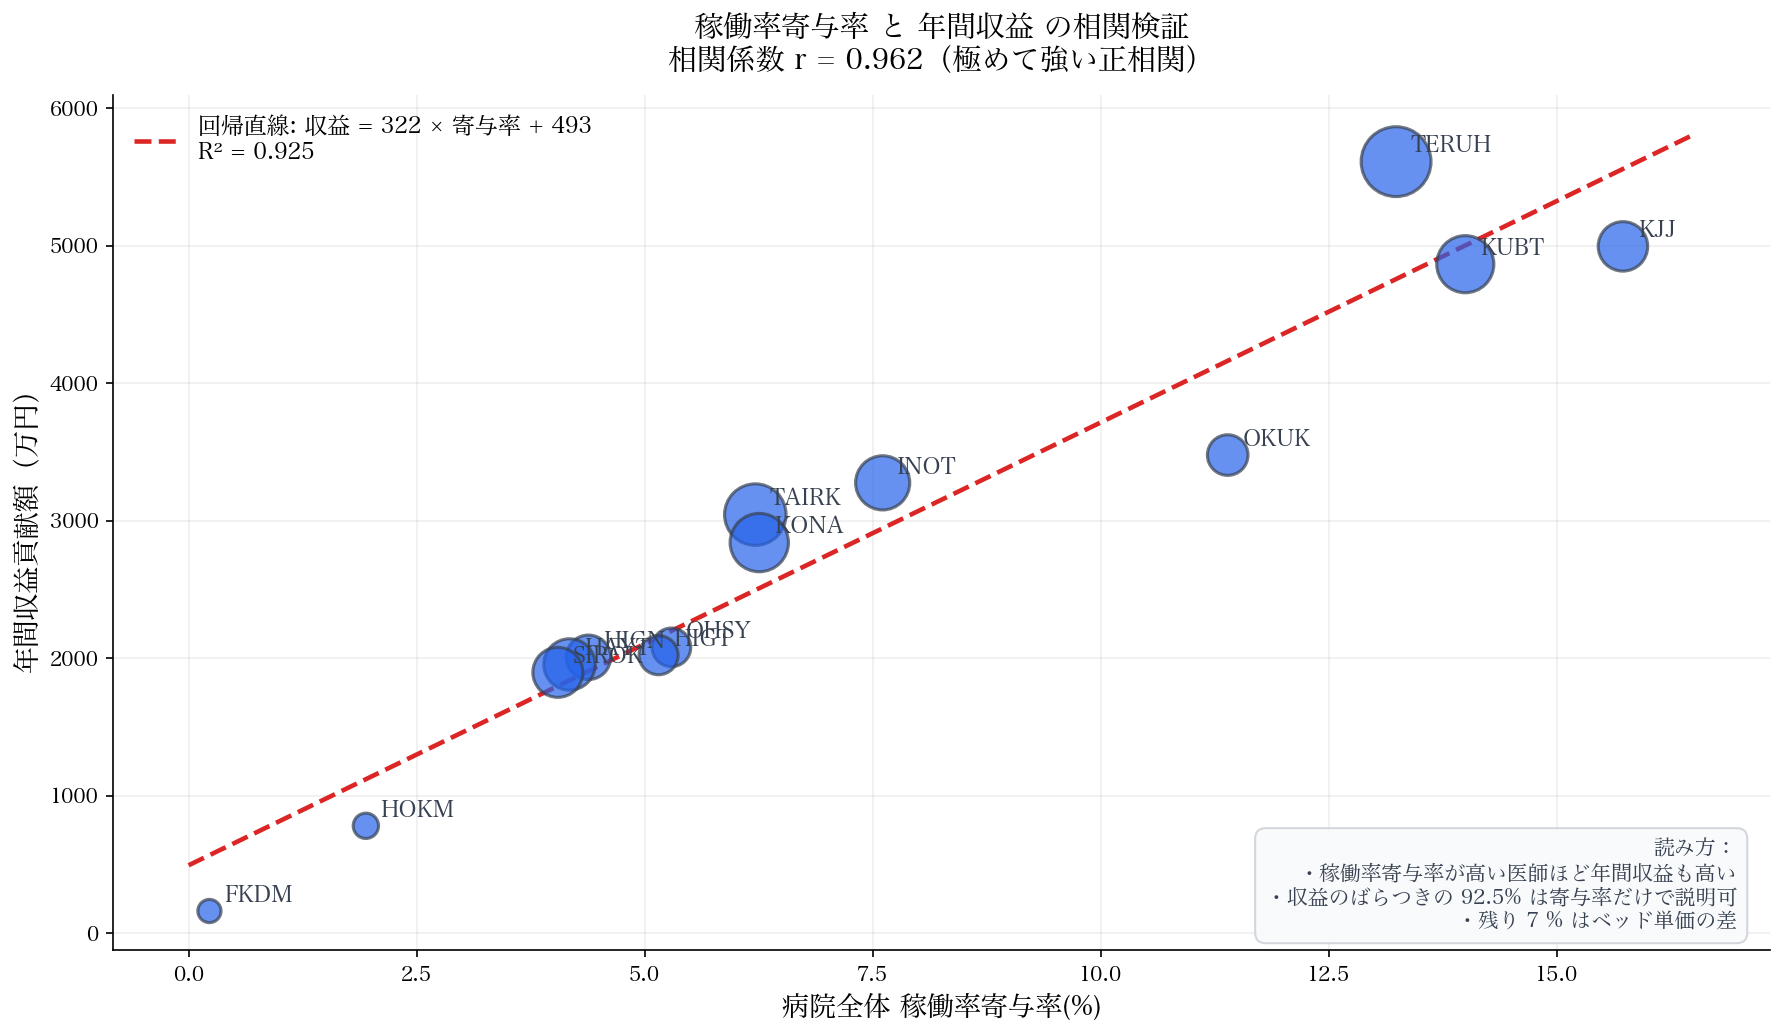 稼働率寄与率 と 年間収益 の相関検証
相関係数 r = 0.962（極めて強い正相関）
回帰直線: 収益 = 322 × 寄与率 + 493
R² = 0.925
年間収益貢献額（万円）
6000
5000
4000
3000
2000
1000
0
TERUH
KJJ
KUBT
OKUK
INOT
TAIRK
KONA
OHSY
HIGT
HIGN
SIROK
HOKM
FKDM
読み方：
・稼働率寄与率が高い医師ほど年間収益も高い
・収益のばらつきの 92.5% は寄与率だけで説明可
・残り 7 % はベッド単価の差
0.0
2.5
5.0
7.5
10.0
12.5
15.0
病院全体 稼働率寄与率(%)